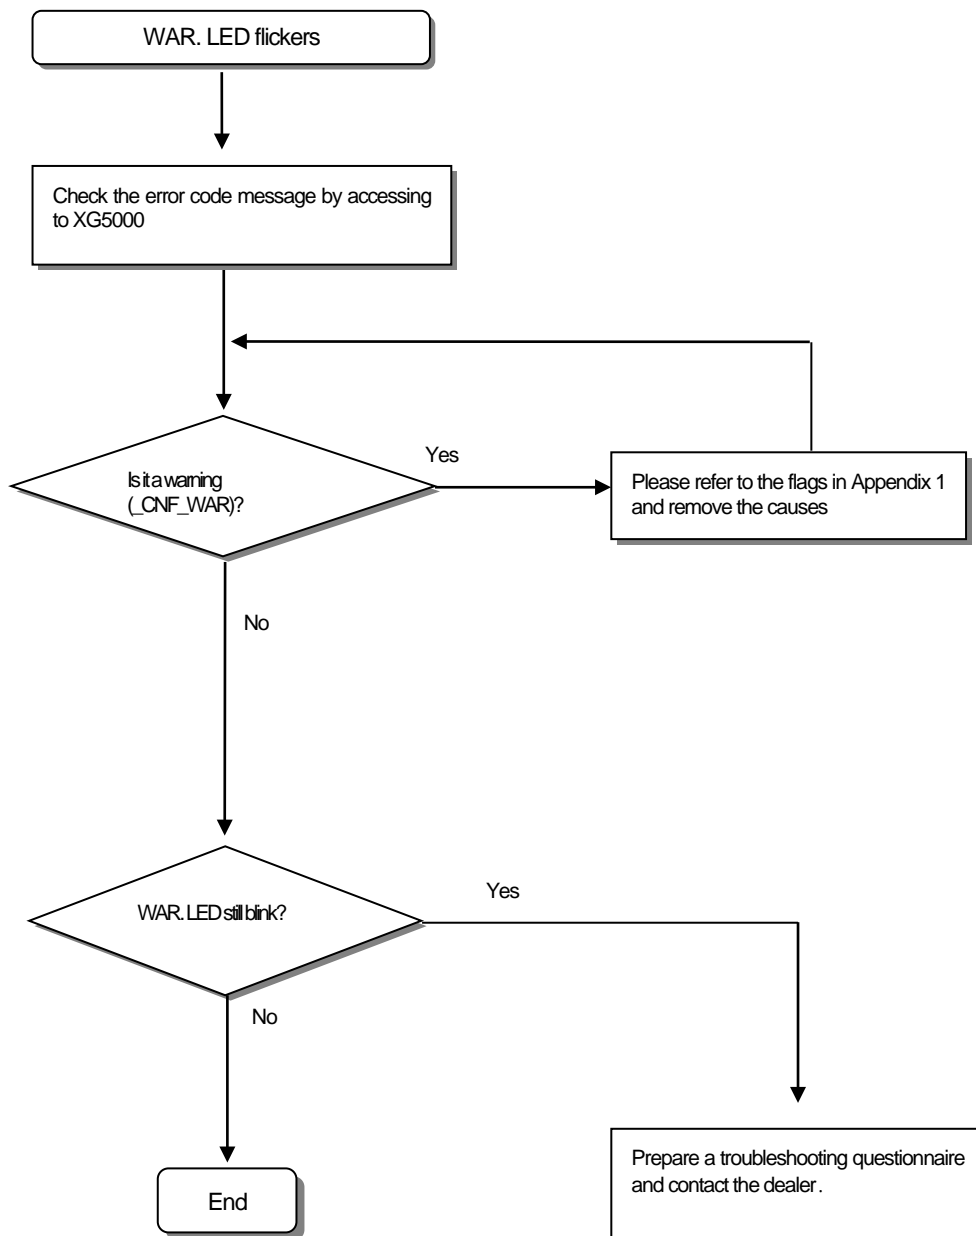 WAR. LED flickers
Check the error code message by accessing
to XG5000
Is it a warning
(_CNF_WAR)?
Yes
Please refer to the flags in Appendix 1
and remove the causes
No
WAR. LED still blink?
Yes
No
End
Prepare a troubleshooting questionnaire
and contact the dealer.